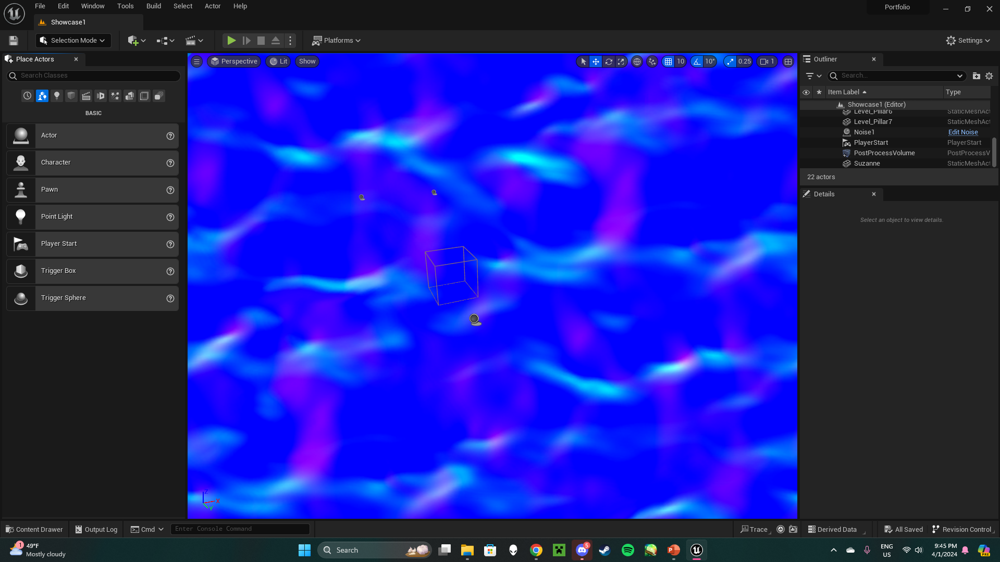 File Edit Window Tools Build Select Actor Help
Portfolio
Showcase1
Selection Mode
Platforms
Settings
Place Actors
Search Classes
BASIC
Actor
Character
Pawn
Point Light
Player Start
Trigger Box
Trigger Sphere
Perspective
Lit
Show
10
10°
0.25
1
Z
X
Y
Outliner
Search...
Item Label
Type
Showcase1 (Editor)
Level_Pillar6 StaticMeshAct
Level_Pillar7 StaticMeshAct
Noise1 Edit Noise
PlayerStart PlayerStart
PostProcessVolume PostProcessV
Suzanne StaticMeshAct
22 actors
Details
Select an object to view details.
Content Drawer
Output Log
Cmd
Enter Console Command
Trace
Derived Data
All Saved
Revision Control
1
49°F
Mostly cloudy
Search
5
ENG
US
9:45 PM
4/1/2024
PRE